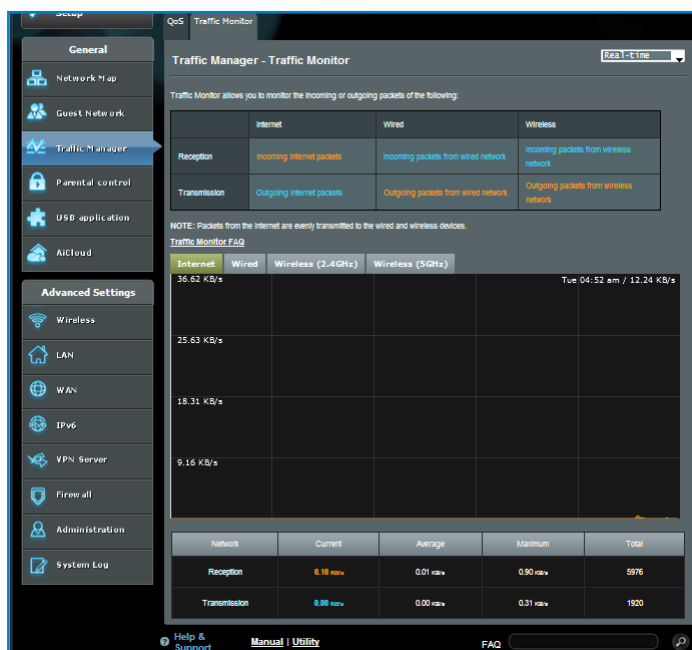 Setup
QoS Traffic Monitor
General
Network Map
Guest Network
Traffic Manager
Parental control
USB application
AiCloud
Advanced Settings
Wireless
LAN
WAN
IPv6
VPN Server
Firewall
Administration
System Log
Traffic Manager - Traffic Monitor
Real-time
Traffic Monitor allows you to monitor the incoming or outgoing packets of the following:
Internet Wired Wireless
Reception Incoming Internet packets Incoming packets from wired network Incoming packets from wireless
network
Transmission Outgoing Internet packets Outgoing packets from wired network Outgoing packets from wireless
network
NOTE: Packets from the Internet are evenly transmitted to the wired and wireless devices.
Traffic Monitor FAQ
Internet Wired Wireless (2.4GHz) Wireless (5GHz)
36.62 KB/s Tue 04:52 am / 12.24 KB/s
25.63 KB/s
18.31 KB/s
9.16 KB/s
Network Current Average Maximum Total
Reception 0.10 KB/s 0.01 KB/s 0.90 KB/s 5976
Transmission 0.00 KB/s 0.00 KB/s 0.31 KB/s 1920
Help &
Support
Manual | Utility
FAQ